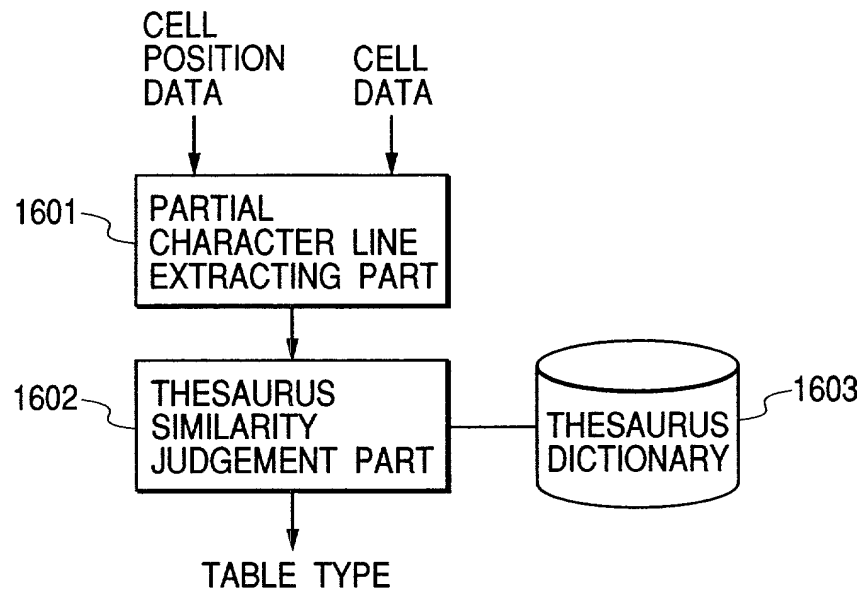 CELL
POSITION
DATA
CELL
DATA
1601
PARTIAL
CHARACTER LINE
EXTRACTING PART
1602
THESAURUS
SIMILARITY
JUDGEMENT PART
1603
THESAURUS
DICTIONARY
TABLE TYPE